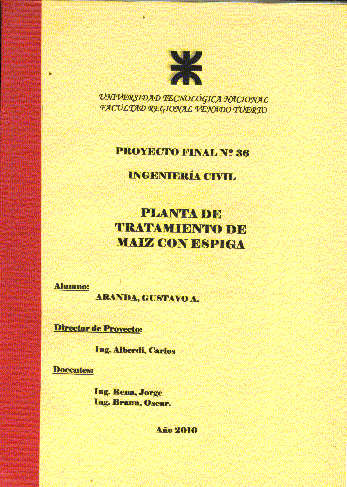 UNIVERSIDAD TECNOLÓGICA NACIONAL
FACULTAD REGIONAL VENADO TUERTO
PROYECTO FINAL Nº 36
INGENIERÍA CIVIL
PLANTA DE
TRATAMIENTO DE
MAIZ CON ESPIGA
Alumno:
ARANDA, GUSTAVO A.
Director de Proyecto:
Ing. Alberdi, Carlos
Docentes:
Ing. Rena, Jorge
Ing. Bruna, Oscar.
Año 2010